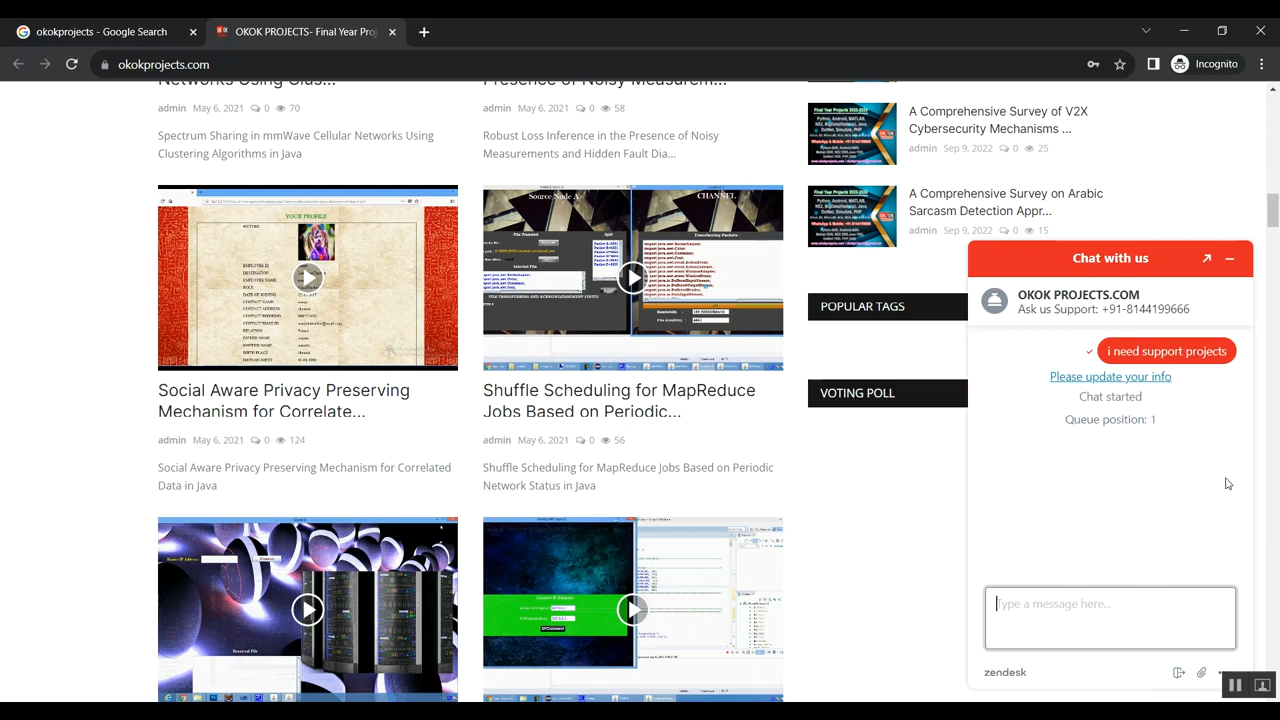 okokprojects - Google Search
OKOK PROJECTS- Final Year Proj
okokprojects.com
Incognito
Networks Using Glas...
Presence of Noisy Measurem...
admin May 6, 2021 0 70
admin May 6, 2021 0 58
Spectrum Sharing in mmWave Cellular Networks Using
Clustering Algorithms in Java
Robust Loss Inference in the Presence of Noisy
Measurements and Hidden Fault Dia...
A Comprehensive Survey of V2X
Cybersecurity Mechanisms ...
admin Sep 9, 2022 0 25
A Comprehensive Survey on Arabic
Sarcasm Detection Appr...
admin Sep 9, 2022 0 15
YOUR PROFILE
Source Node A
CHANNEL
Social Aware Privacy Preserving
Mechanism for Correlate...
admin May 6, 2021 0 124
Social Aware Privacy Preserving Mechanism for Correlated
Data in Java
Shuffle Scheduling for MapReduce
Jobs Based on Periodic...
admin May 6, 2021 0 56
Shuffle Scheduling for MapReduce Jobs Based on Periodic
Network Status in Java
POPULAR TAGS
VOTING POLL
Chat with us
OKOK PROJECTS.COM
Ask us Support +91 8144199666
i need support projects
Please update your info
Chat started
Queue position: 1
Type a message here...
zendesk